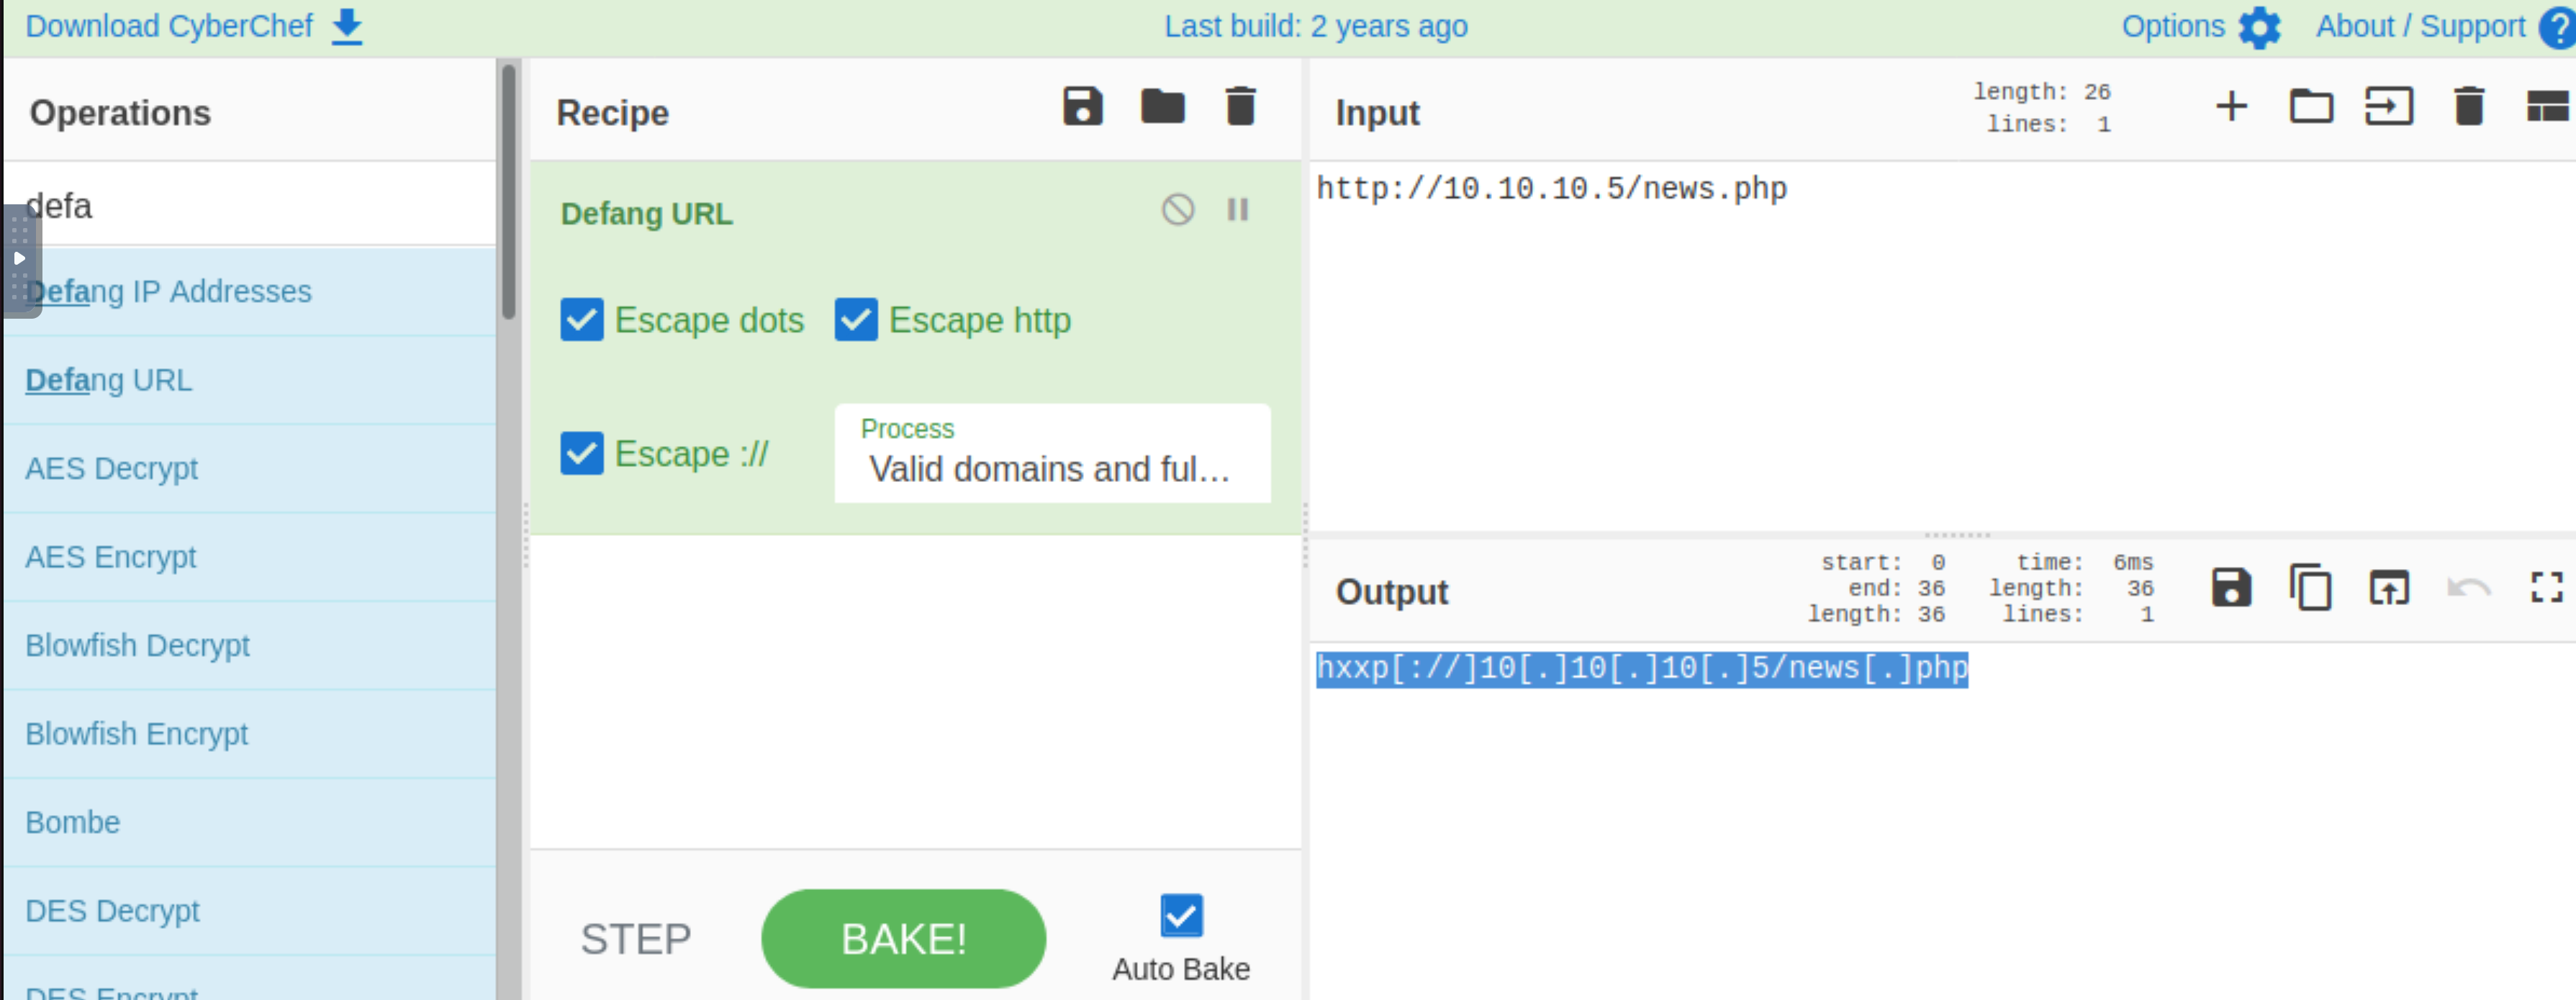 Download CyberChef
Last build: 2 years ago
Options
About / Support
Operations
defa
Defang IP Addresses
Defang URL
AES Decrypt
AES Encrypt
Blowfish Decrypt
Blowfish Encrypt
Bombe
DES Decrypt
DES Encrypt
Recipe
Defang URL
Escape dots
Escape http
Escape ://
Process
Valid domains and ful...
STEP
BAKE!
Auto Bake
Input
length: 26
lines: 1
http://10.10.10.5/news.php
Output
start: 0
end: 36
length: 36
time: 6ms
length: 36
lines: 1
hxxp[://]10[.]10[.]10[.]5/news[.]php